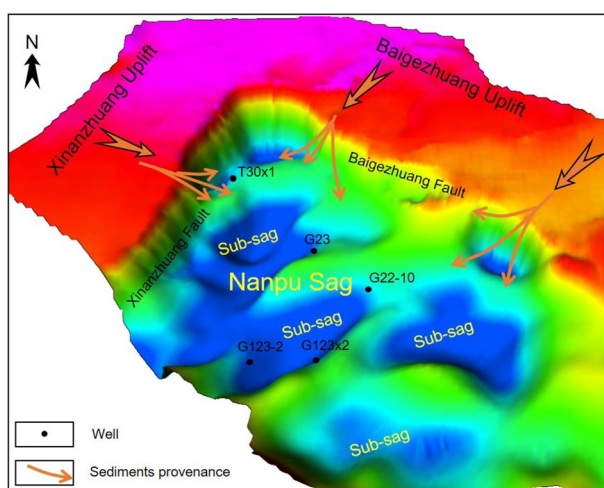 N
Xinanzhuang Uplift
Baigezhuang Uplift
T30x1
Baigezhuang Fault
Xinanzhuang Fault
Sub-sag
G23
Nanpu Sag
G22-10
Sub-sag
Sub-sag
G123-2
G123x2
Sub-sag
Well
Sediments provenance